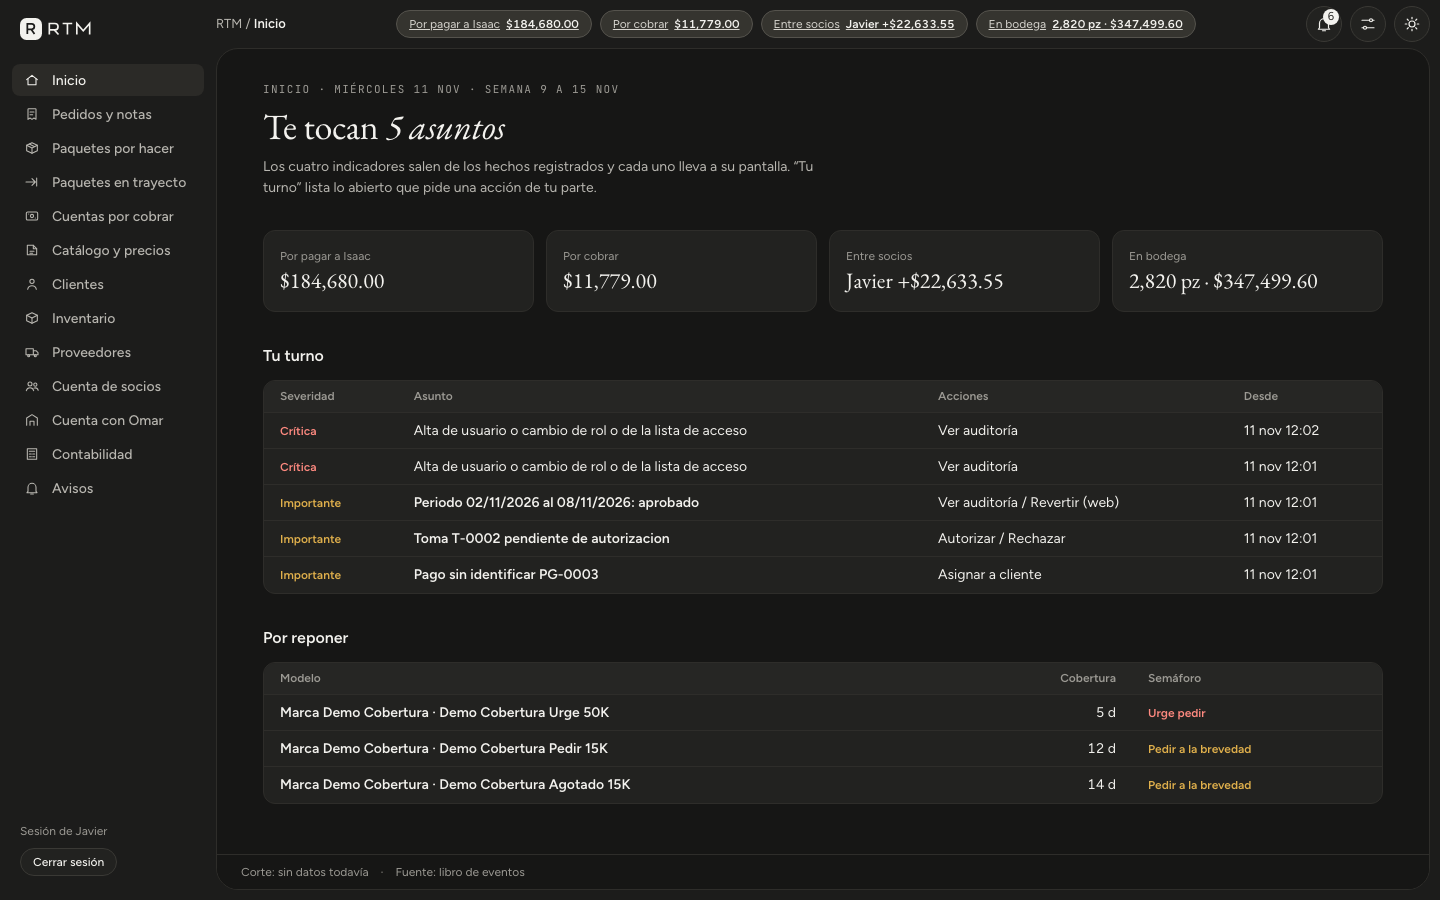 R RTM
RTM / Inicio
Por pagar a Isaac $184,680.00
Por cobrar $11,779.00
Entre socios Javier +$22,633.55
En bodega 2,820 pz · $347,499.60
6
Inicio
Pedidos y notas
Paquetes por hacer
Paquetes en trayecto
Cuentas por cobrar
Catálogo y precios
Clientes
Inventario
Proveedores
Cuenta de socios
Cuenta con Omar
Contabilidad
Avisos
Sesión de Javier
Cerrar sesión
INICIO · MIÉRCOLES 11 NOV · SEMANA 9 A 15 NOV
Te tocan 5 asuntos
Los cuatro indicadores salen de los hechos registrados y cada uno lleva a su pantalla. “Tu
turno” lista lo abierto que pide una acción de tu parte.
Por pagar a Isaac
$184,680.00
Por cobrar
$11,779.00
Entre socios
Javier +$22,633.55
En bodega
2,820 pz · $347,499.60
Tu turno
Severidad Asunto Acciones Desde
Crítica Alta de usuario o cambio de rol o de la lista de acceso Ver auditoría 11 nov 12:02
Crítica Alta de usuario o cambio de rol o de la lista de acceso Ver auditoría 11 nov 12:01
Importante Periodo 02/11/2026 al 08/11/2026: aprobado Ver auditoría / Revertir (web) 11 nov 12:01
Importante Toma T-0002 pendiente de autorizacion Autorizar / Rechazar 11 nov 12:01
Importante Pago sin identificar PG-0003 Asignar a cliente 11 nov 12:01
Por reponer
Modelo Cobertura Semáforo
Marca Demo Cobertura · Demo Cobertura Urge 50K 5 d Urge pedir
Marca Demo Cobertura · Demo Cobertura Pedir 15K 12 d Pedir a la brevedad
Marca Demo Cobertura · Demo Cobertura Agotado 15K 14 d Pedir a la brevedad
Corte: sin datos todavía · Fuente: libro de eventos